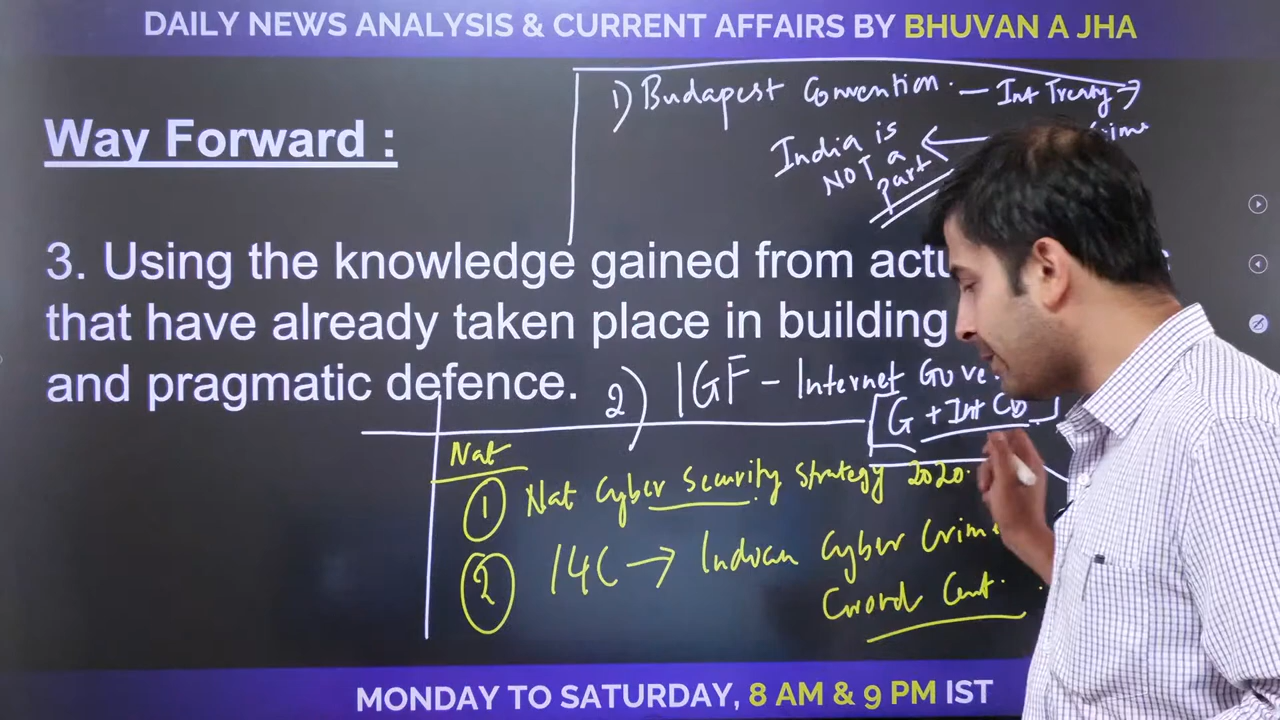 DAILY NEWS ANALYSIS & CURRENT AFFAIRS BY BHUVAN A JHA
1) Budapest Convention. — Int Treaty →
India is
NOT a
part
Way Forward :
3. Using the knowledge gained from actu
that have already taken place in building
and pragmatic defence.
2) IGF - Internet Gove
[G + Int
Nat
1 Nat Cyber Security Strategy 2020.
2 I4C → Indian Cyber Crime
Coord Cent.
MONDAY TO SATURDAY, 8 AM & 9 PM IST